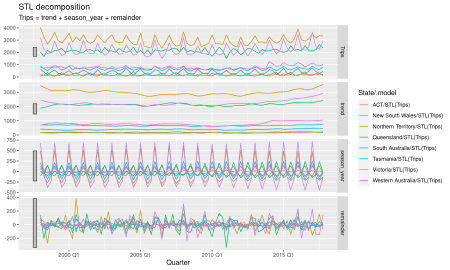 STL decomposition
Trips = trend + season_year + remainder
4000
3000
2000
1000
0
Trips
3000
2000
1000
0
trend
750
500
250
0
-250
-500
season_year
400
200
0
-200
remainder
2000 Q1
2005 Q1
2010 Q1
2015 Q1
Quarter
State/.model
ACT/STL(Trips)
New South Wales/STL(Trips)
Northern Territory/STL(Trips)
Queensland/STL(Trips)
South Australia/STL(Trips)
Tasmania/STL(Trips)
Victoria/STL(Trips)
Western Australia/STL(Trips)